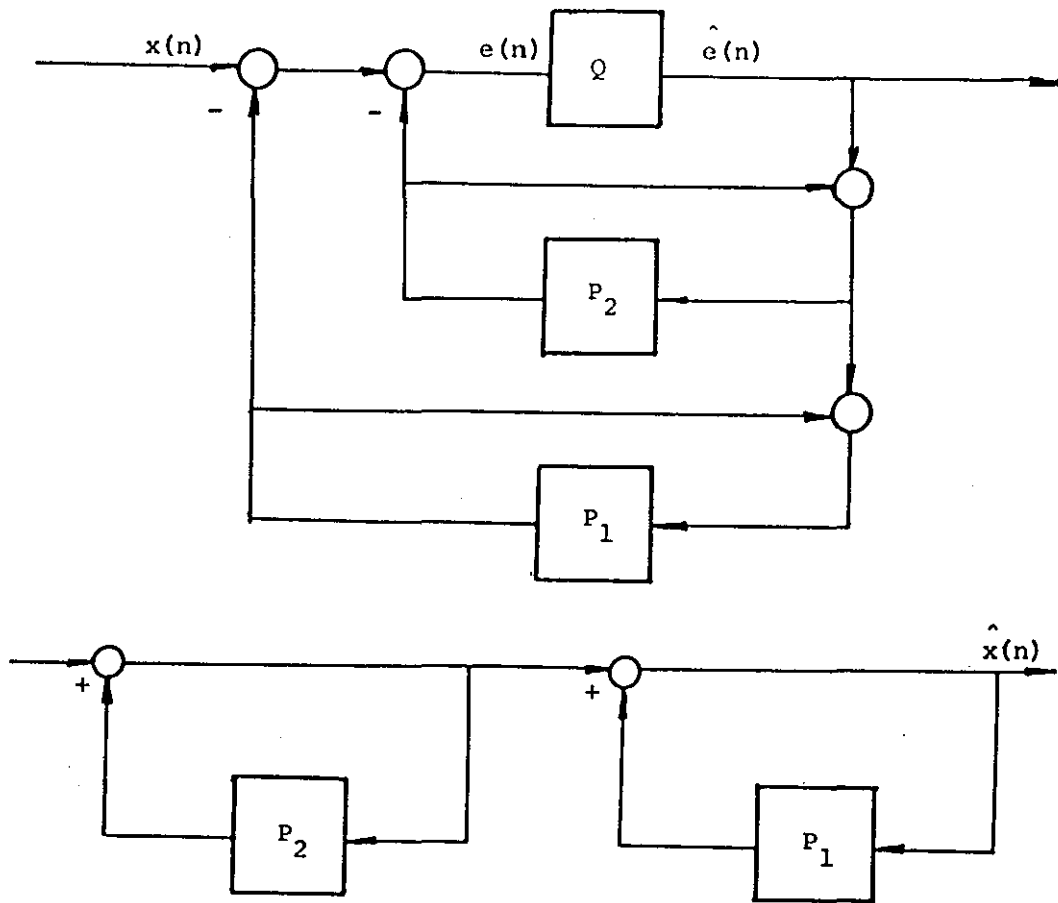 x(n)
e(n)
Q
^e(n)
-
-
P2
P1
^x(n)
+
+
P2
P1